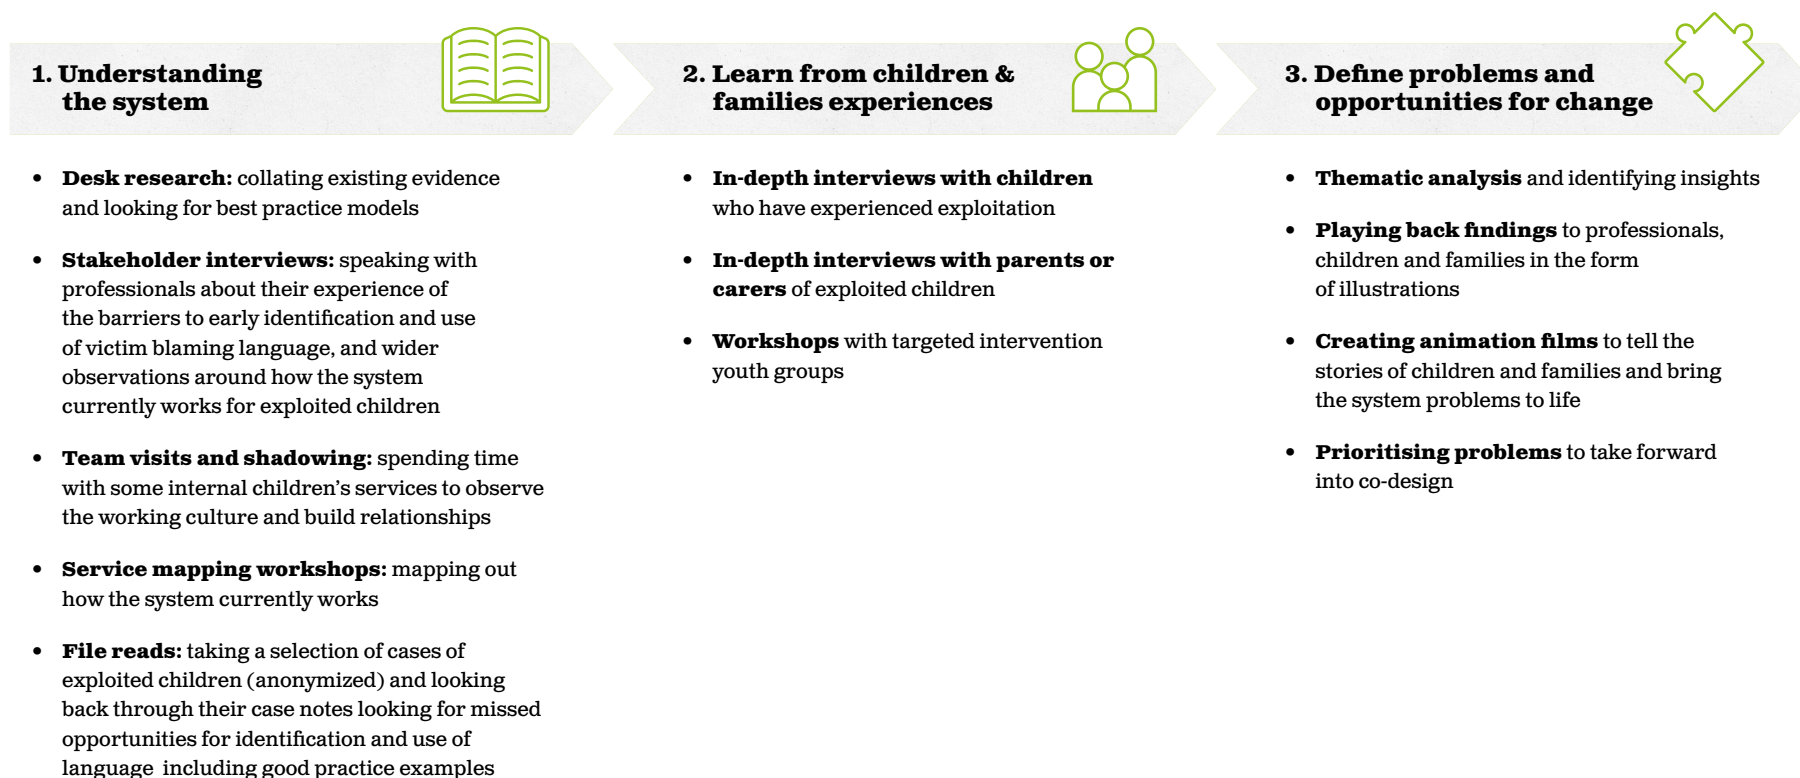 1. Understanding
the system
• Desk research: collating existing evidence
and looking for best practice models
• Stakeholder interviews: speaking with
professionals about their experience of
the barriers to early identification and use
of victim blaming language, and wider
observations around how the system
currently works for exploited children
• Team visits and shadowing: spending time
with some internal children’s services to observe
the working culture and build relationships
• Service mapping workshops: mapping out
how the system currently works
• File reads: taking a selection of cases of
exploited children (anonymized) and looking
back through their case notes looking for missed
opportunities for identification and use of
language including good practice examples
2. Learn from children &
families experiences
• In-depth interviews with children
who have experienced exploitation
• In-depth interviews with parents or
carers of exploited children
• Workshops with targeted intervention
youth groups
3. Define problems and
opportunities for change
• Thematic analysis and identifying insights
• Playing back findings to professionals,
children and families in the form
of illustrations
• Creating animation films to tell the
stories of children and families and bring
the system problems to life
• Prioritising problems to take forward
into co-design